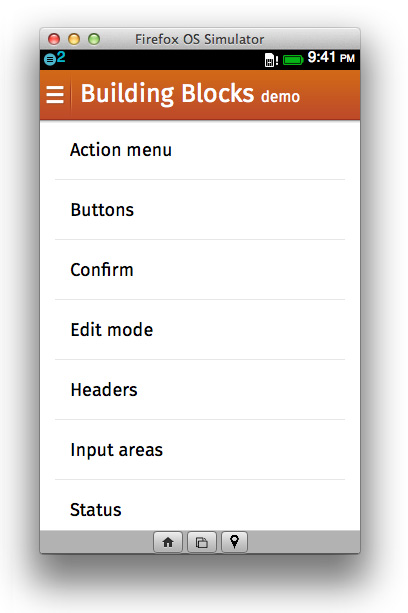 Firefox OS Simulator
2 9:41 PM
Building Blocks demo
Action menu
Buttons
Confirm
Edit mode
Headers
Input areas
Status